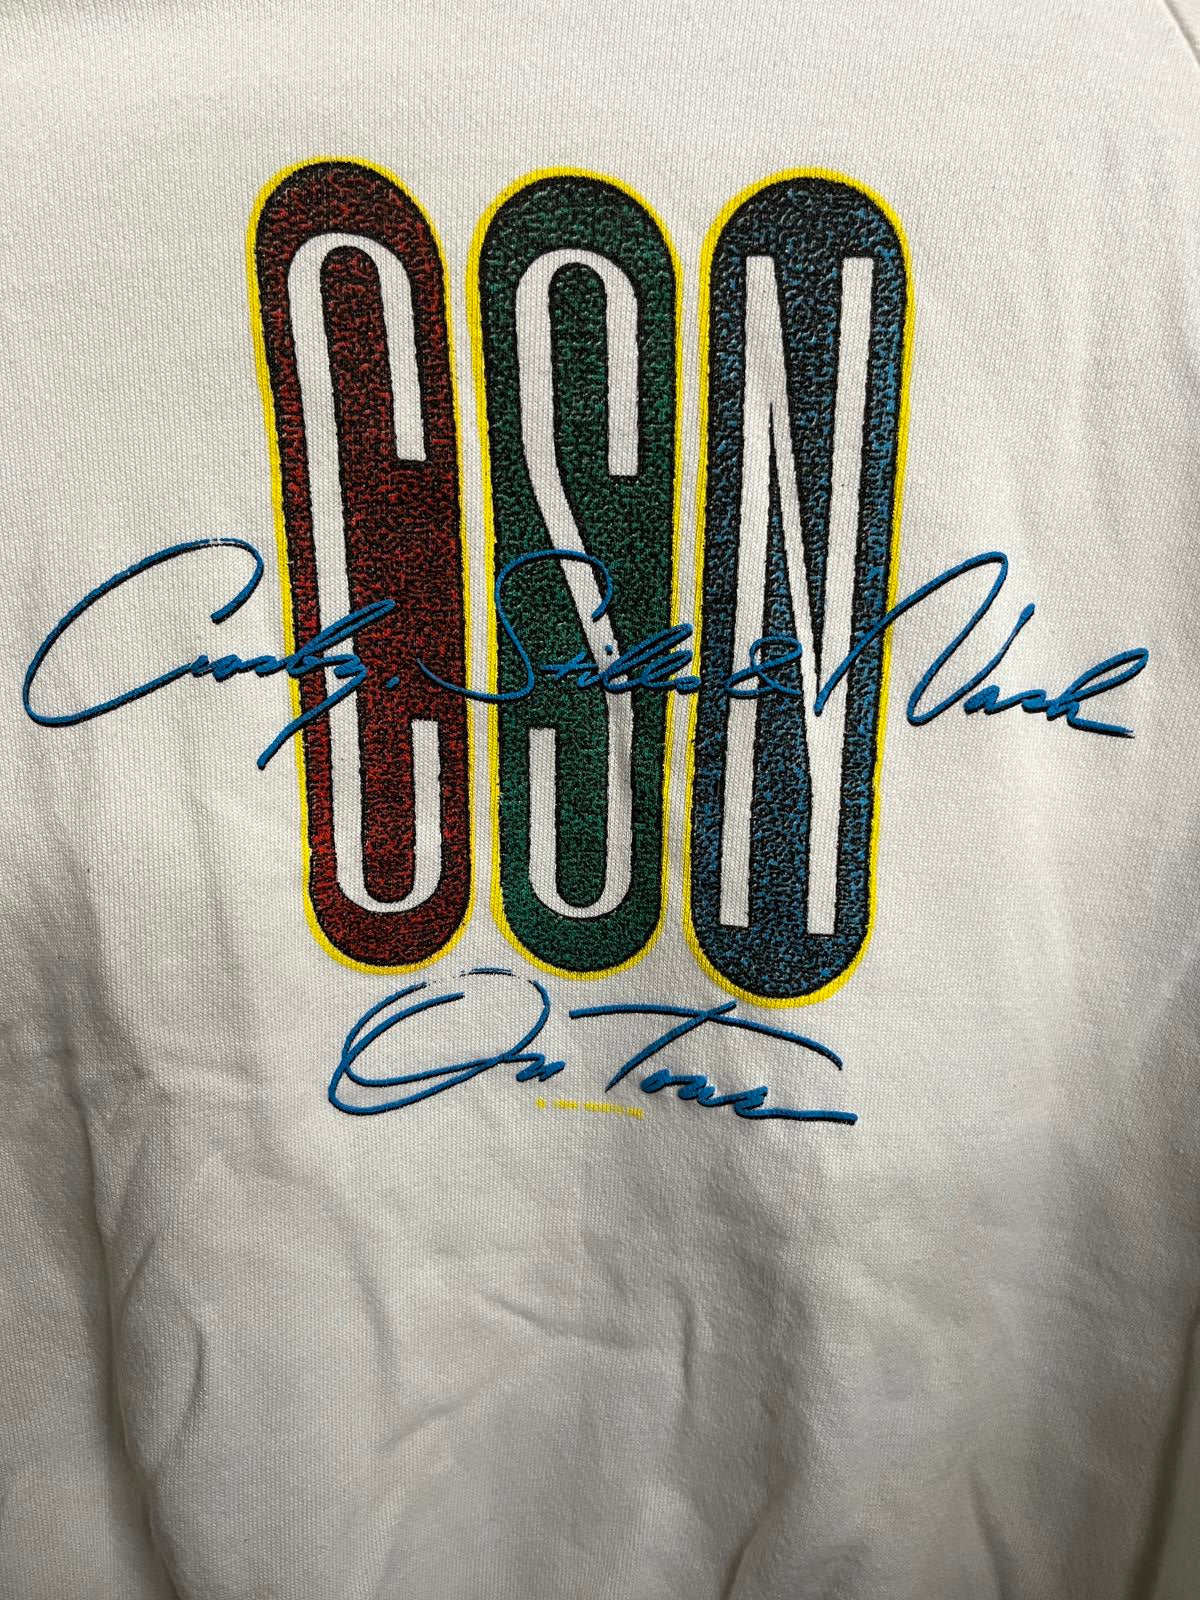 CSN
Crosby, Stills & Nash
On Tour